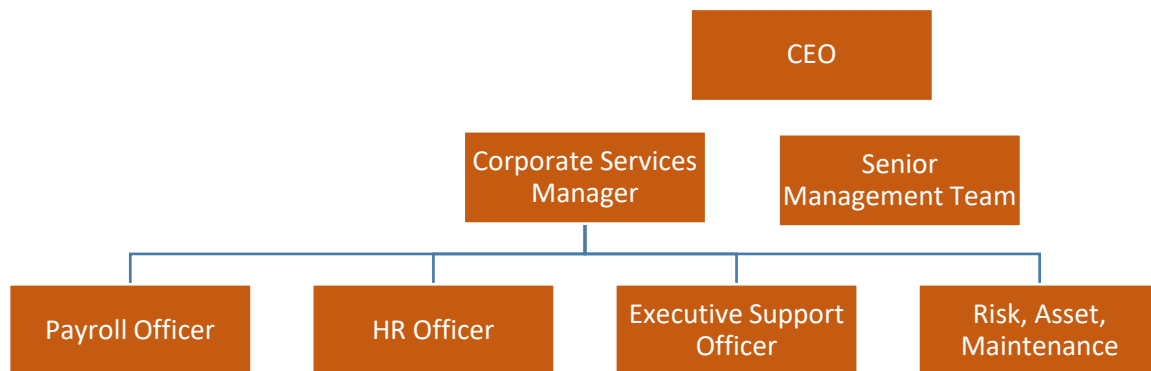 CEO
Corporate Services
Manager
Senior
Management Team
Payroll Officer
HR Officer
Executive Support
Officer
Risk, Asset,
Maintenance